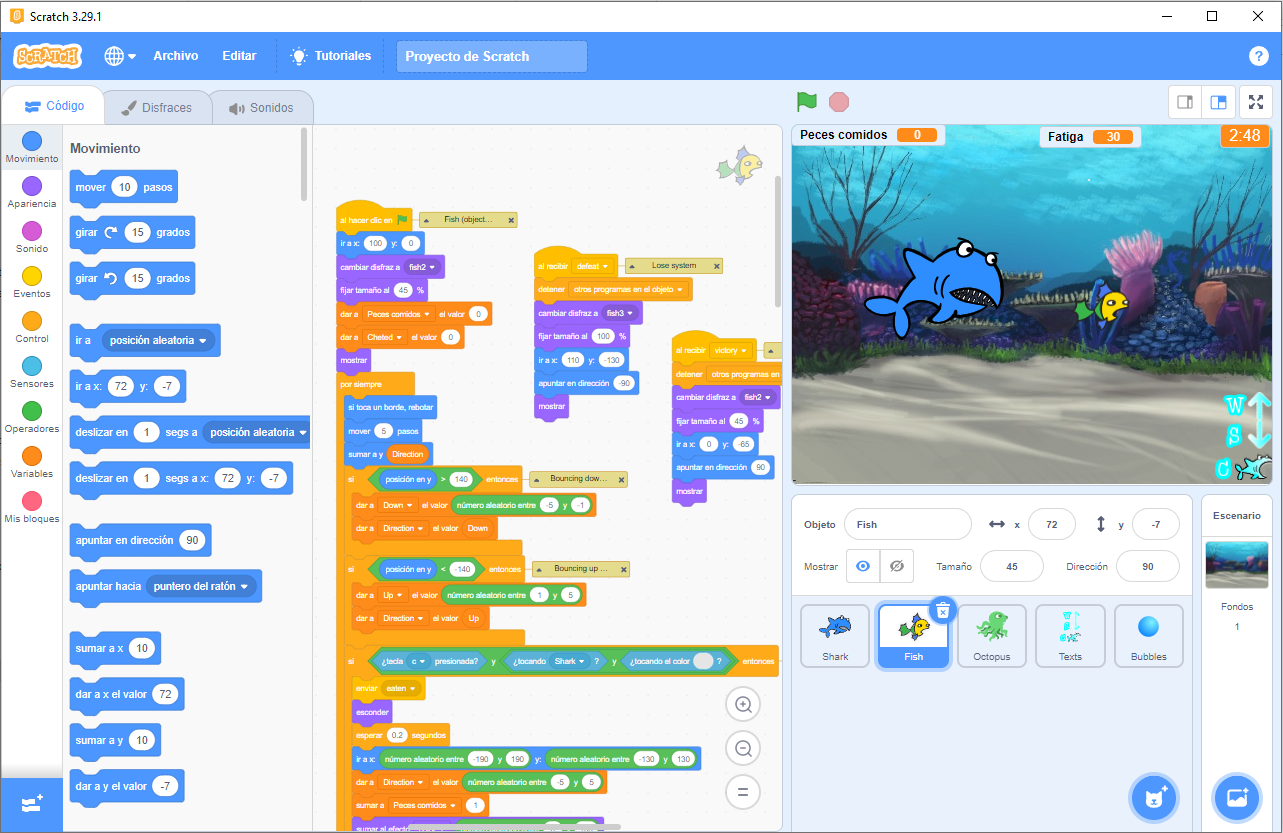 Scratch 3.29.1
SCRATCH
Archivo
Editar
Tutoriales
Proyecto de Scratch
?
Código
Disfraces
Sonidos
Movimiento
Apariencia
Sonido
Eventos
Control
Sensores
Operadores
Variables
Mis bloques
Movimiento
mover 10 pasos
girar 15 grados
girar 15 grados
ir a posición aleatoria
ir a x: 72 y: -7
deslizar en 1 segs a posición aleatoria
deslizar en 1 segs a x: 72 y: -7
apuntar en dirección 90
apuntar hacia puntero del ratón
sumar a x 10
dar a x el valor 72
sumar a y 10
dar a y el valor -7
al hacer clic en
Fish (object...
ir a x: 100 y: 0
cambiar disfraz a fish2
fijar tamaño al 45 %
dar a Peces comidos el valor 0
dar a Cheted el valor 0
mostrar
por siempre
si toca un borde, rebotar
mover 5 pasos
sumar a y Direction
si posición en y > 140 entonces
Bouncing dow...
dar a Down el valor número aleatorio entre -5 y -1
dar a Direction el valor Down
si posición en y < -140 entonces
Bouncing up ...
dar a Up el valor número aleatorio entre 1 y 5
dar a Direction el valor Up
si ¿tecla c presionada? y ¿tocando Shark ? y ¿tocando el color ? entonces
enviar eaten
esconder
esperar 0.2 segundos
ir a x: número aleatorio entre -190 y 190 y: número aleatorio entre -130 y 130
dar a Direction el valor número aleatorio entre -5 y 5
sumar a Peces comidos 1
al recibir defeat
Lose system
detener otros programas en el objeto
cambiar disfraz a fish3
fijar tamaño al 100 %
ir a x: 110 y: -130
apuntar en dirección -90
mostrar
al recibir victory
detener otros programas en
cambiar disfraz a fish2
fijar tamaño al 45 %
ir a x: 0 y: -65
apuntar en dirección 90
mostrar
Peces comidos 0
Fatiga 30
2:48
W
S
C
Objeto
Fish
x 72
y -7
Mostrar
Tamaño 45
Dirección 90
Shark
Fish
Octopus
Texts
Bubbles
Escenario
Fondos
1